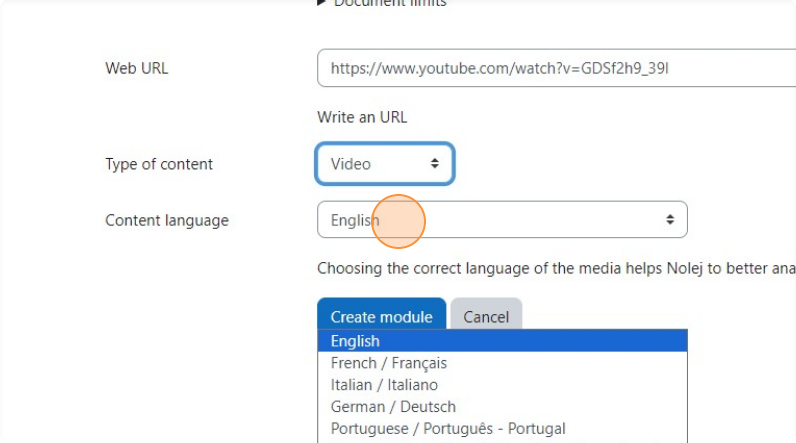 Document limits
Web URL
https://www.youtube.com/watch?v=GDSf2h9_39I
Write an URL
Type of content
Video
Content language
English
Choosing the correct language of the media helps Nolej to better ana
Create module
Cancel
English
French / Français
Italian / Italiano
German / Deutsch
Portuguese / Português - Portugal